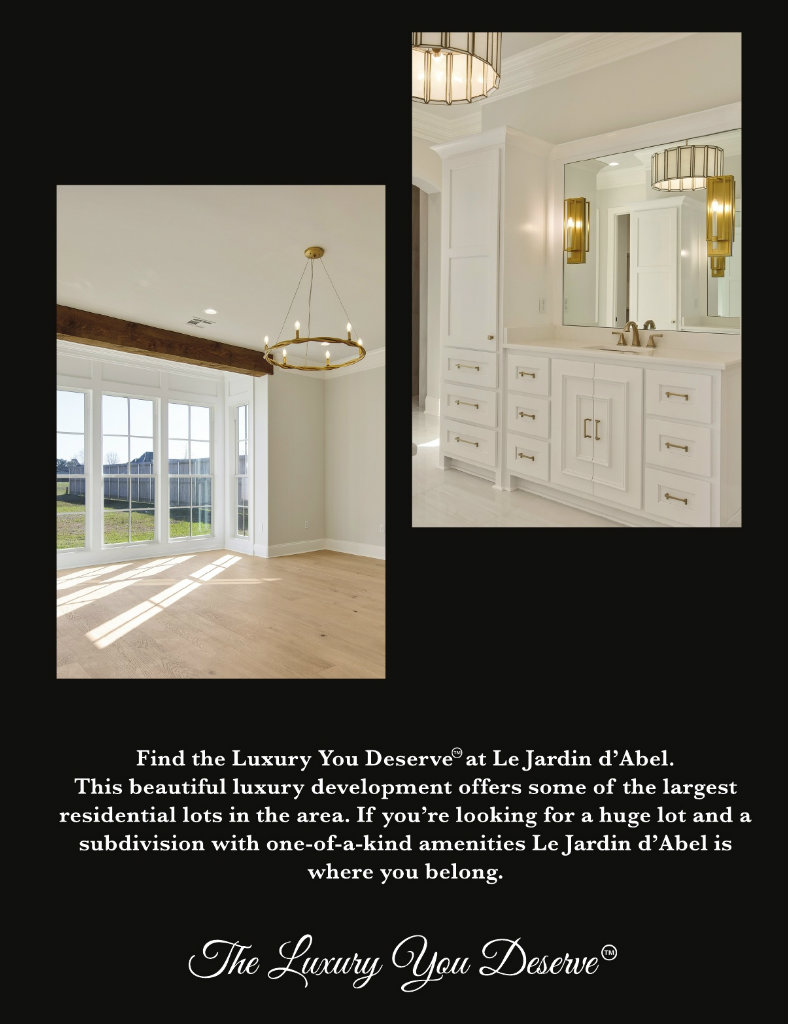 Find the Luxury You Deserve™ at Le Jardin d’Abel.
This beautiful luxury development offers some of the largest
residential lots in the area. If you’re looking for a huge lot and a
subdivision with one-of-a-kind amenities Le Jardin d’Abel is
where you belong.
The Luxury You Deserve™